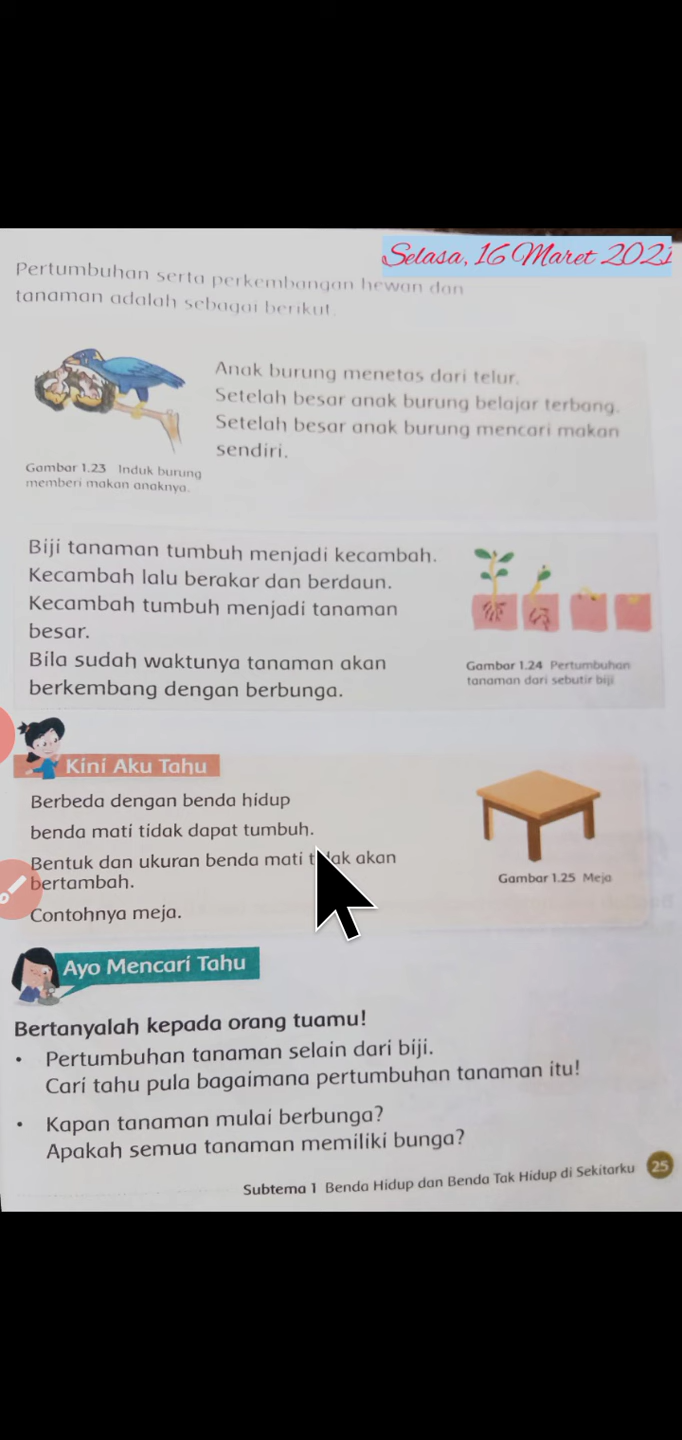 Selasa, 16 Maret 2021
Pertumbuhan serta perkembangan hewan dan
tanaman adalah sebagai berikut.
Anak burung menetas dari telur.
Setelah besar anak burung belajar terbang.
Setelah besar anak burung mencari makan
sendiri.
Gambar 1.23 Induk burung
memberi makan anaknya.
Biji tanaman tumbuh menjadi kecambah.
Kecambah lalu berakar dan berdaun.
Kecambah tumbuh menjadi tanaman
besar.
Bila sudah waktunya tanaman akan
berkembang dengan berbunga.
Gambar 1.24 Pertumbuhan
tanaman dari sebutir biji
Kini Aku Tahu
Berbeda dengan benda hidup
benda mati tidak dapat tumbuh.
Bentuk dan ukuran benda mati tidak akan
bertambah.
Contohnya meja.
Gambar 1.25 Meja
Ayo Mencari Tahu
Bertanyalah kepada orang tuamu!
• Pertumbuhan tanaman selain dari biji.
Cari tahu pula bagaimana pertumbuhan tanaman itu!
• Kapan tanaman mulai berbunga?
Apakah semua tanaman memiliki bunga?
Subtema 1 Benda Hidup dan Benda Tak Hidup di Sekitarku 25